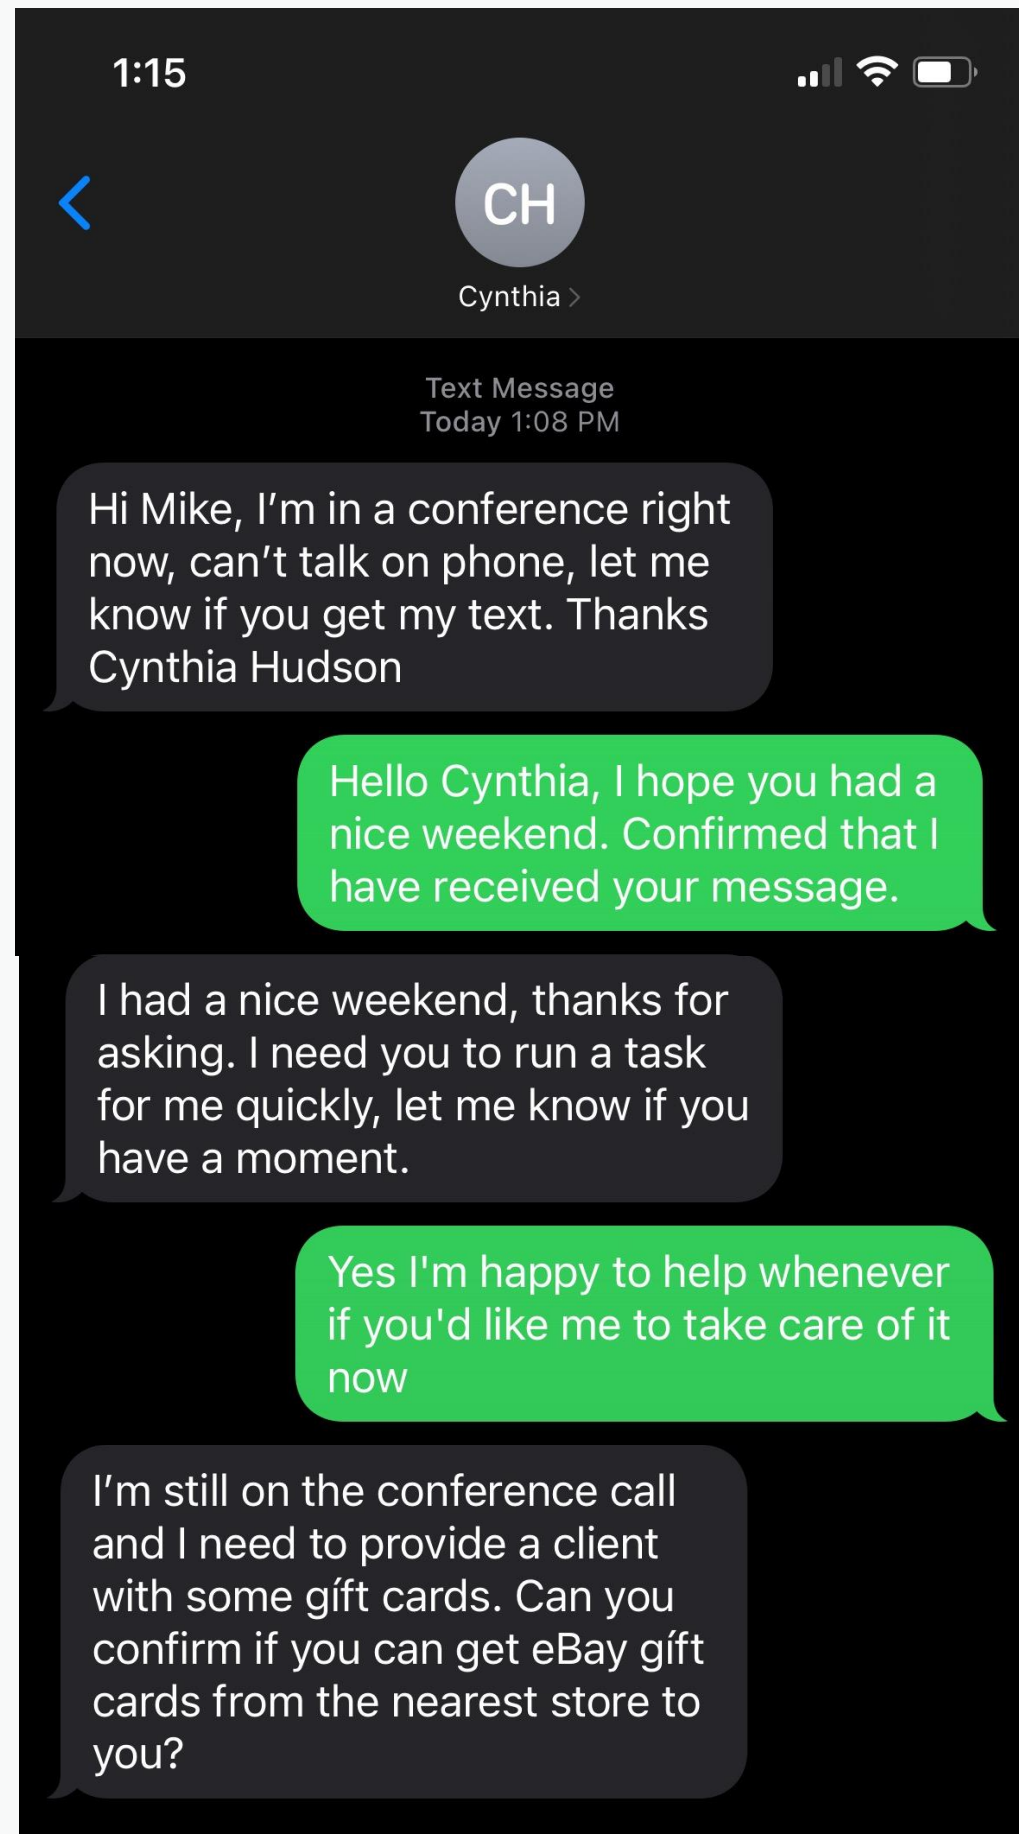 1:15
CH
Cynthia
Text Message
Today 1:08 PM
Hi Mike, I’m in a conference right
now, can’t talk on phone, let me
know if you get my text. Thanks
Cynthia Hudson
Hello Cynthia, I hope you had a
nice weekend. Confirmed that I
have received your message.
I had a nice weekend, thanks for
asking. I need you to run a task
for me quickly, let me know if you
have a moment.
Yes I'm happy to help whenever
if you'd like me to take care of it
now
I’m still on the conference call
and I need to provide a client
with some gíft cards. Can you
confirm if you can get eBay gíft
cards from the nearest store to
you?